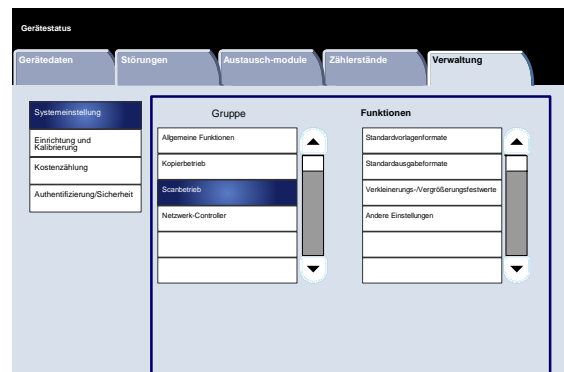 Gerätestatus
Gerätedaten
Störungen
Austausch-module
Zählerstände
Verwaltung
Systemeinstellung
Einrichtung und
Kalibrierung
Kostenzählung
Authentifizierung/Sicherheit
Gruppe
Allgemeine Funktionen
Kopierbetrieb
Scanbetrieb
Netzwerk-Controller
Funktionen
Standardvorlagenformate
Standardausgabeformate
Verkleinerungs-/Vergrößerungsfestwerte
Andere Einstellungen